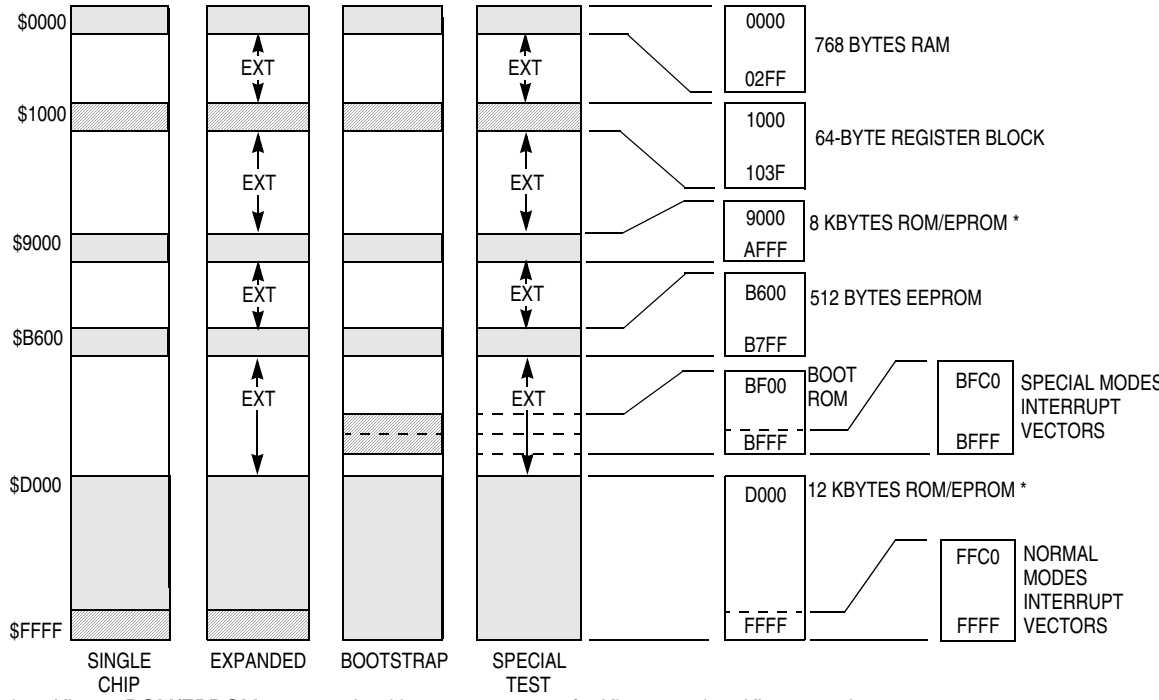 $0000
$1000
$9000
$B600
$D000
$FFFF
EXT
EXT
EXT
EXT
EXT
EXT
EXT
EXT
0000
02FF
768 BYTES RAM
1000
103F
64-BYTE REGISTER BLOCK
9000
AFFF
8 KBYTES ROM/EPROM *
B600
B7FF
512 BYTES EEPROM
BF00
BFFF
BOOT
ROM
BFC0
BFFF
SPECIAL MODES
INTERRUPT
VECTORS
D000
FFFF
12 KBYTES ROM/EPROM *
FFC0
FFFF
NORMAL
MODES
INTERRUPT
VECTORS
SINGLE
CHIP
EXPANDED
BOOTSTRAP
SPECIAL
TEST